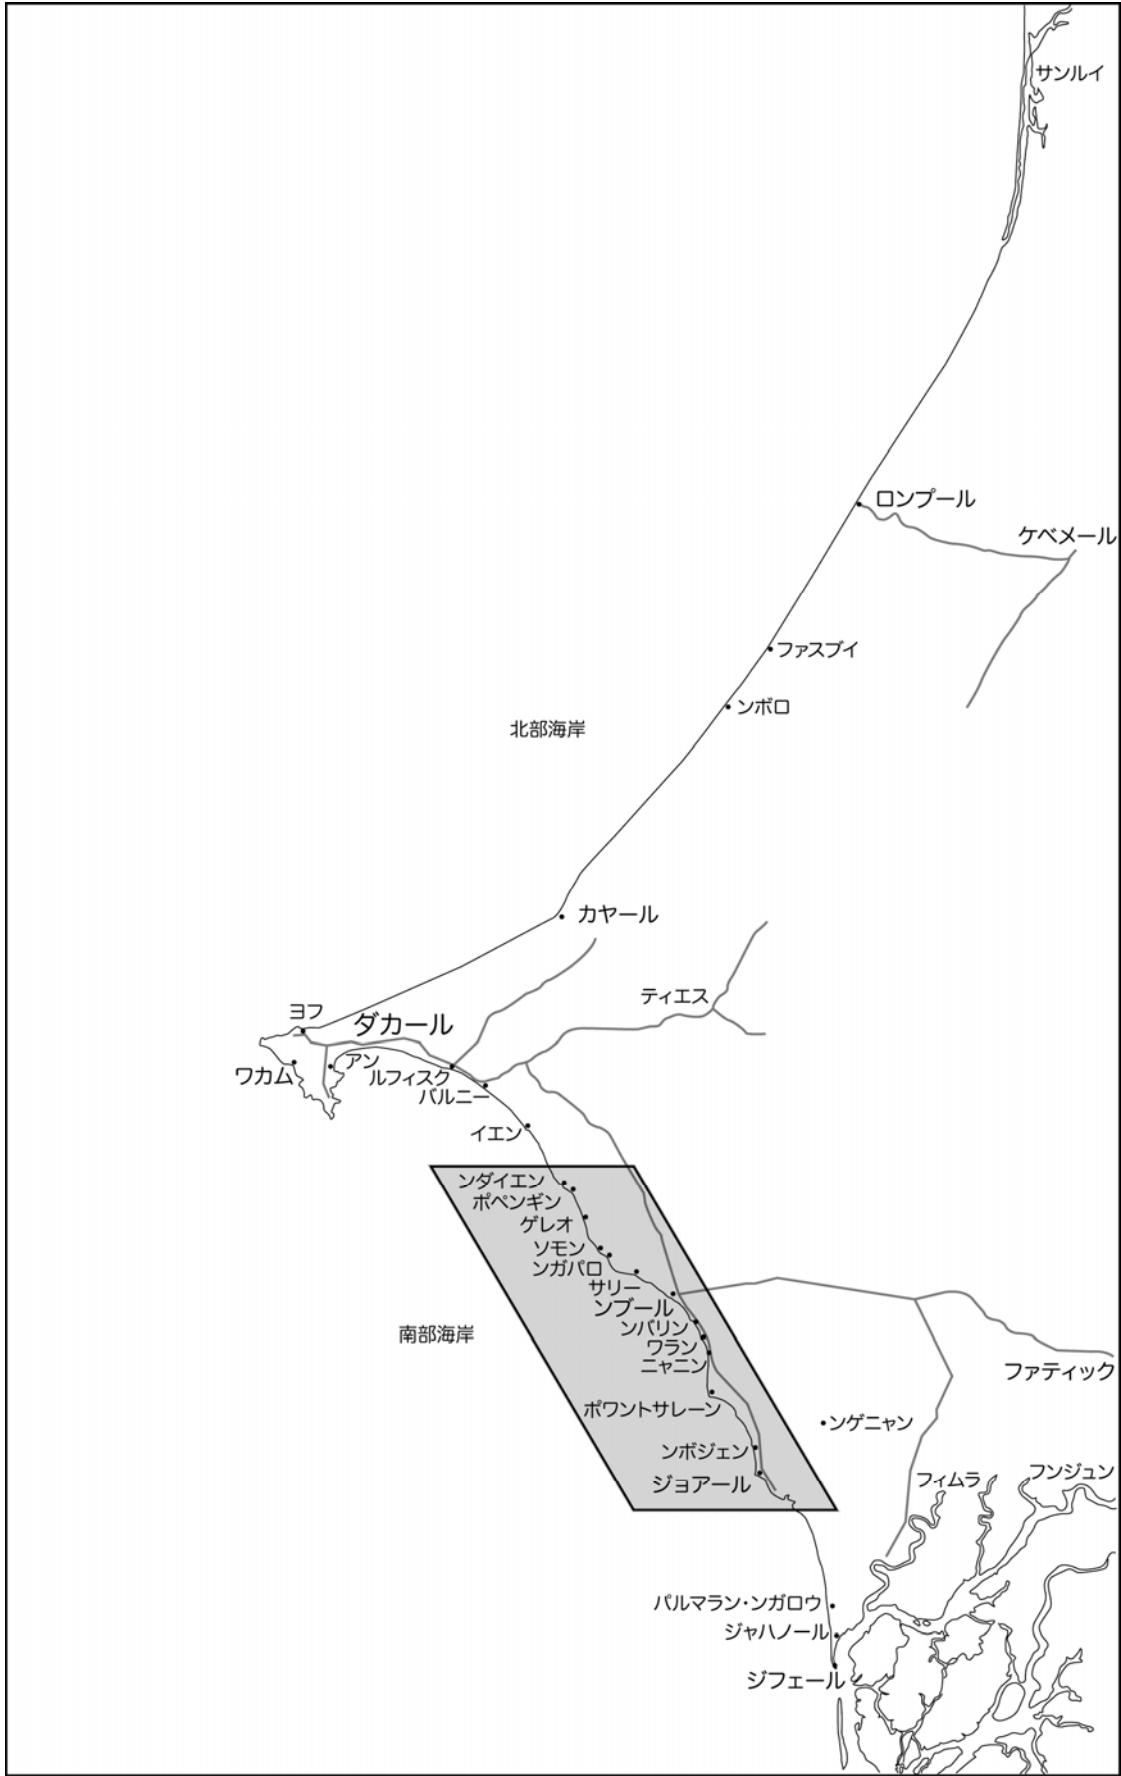 サンルイ
ロンプール
ケベメール
ファスブイ
ンボロ
北部海岸
カヤール
ティエス
ヨフ
ダカール
アン
ワカム
ルフィスク
バルニー
イエン
ンダイエン
ポペンギン
ゲレオ
ソモン
ンガパロ
サリー
ンブール
ンバリン
ワラン
ニャニン
南部海岸
ファティック
ポワントサレーン
ンゲニャン
ンボジェン
ジョアール
フィムラ
フンジュン
パルマラン・ンガロウ
ジャハノール
ジフェール